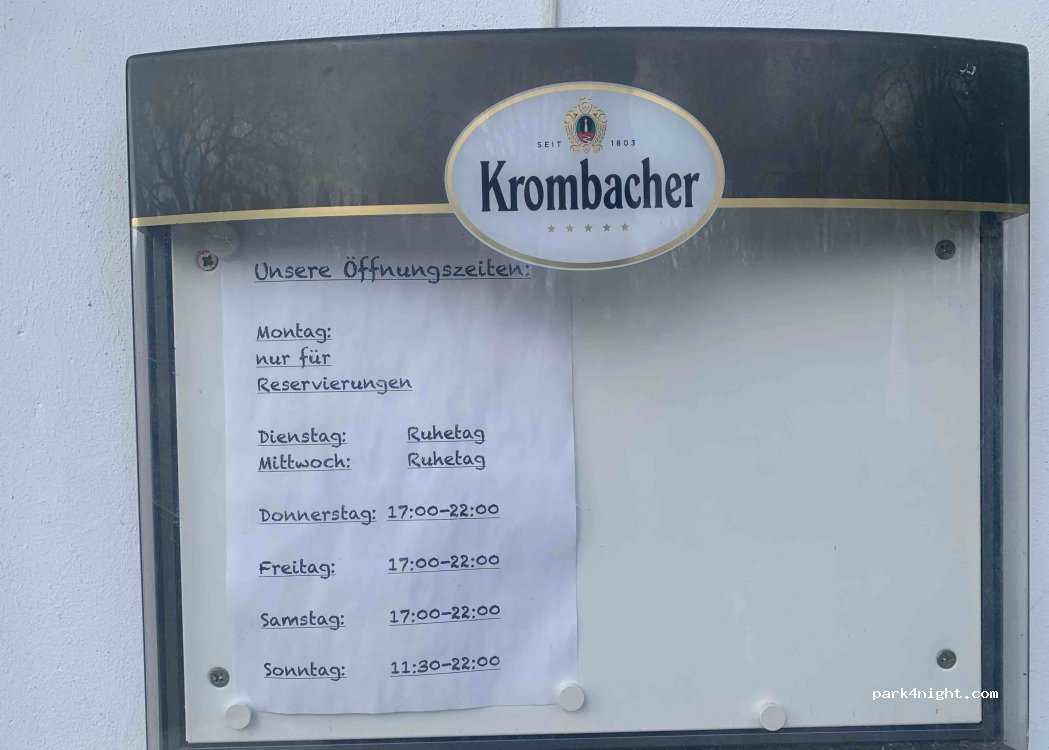 SEIT 1803
Krombacher
Unsere Öffnungszeiten:
Montag:
nur für
Reservierungen
Dienstag: Ruhetag
Mittwoch: Ruhetag
Donnerstag: 17:00-22:00
Freitag: 17:00-22:00
Samstag: 17:00-22:00
Sonntag: 11:30-22:00
park4night.com